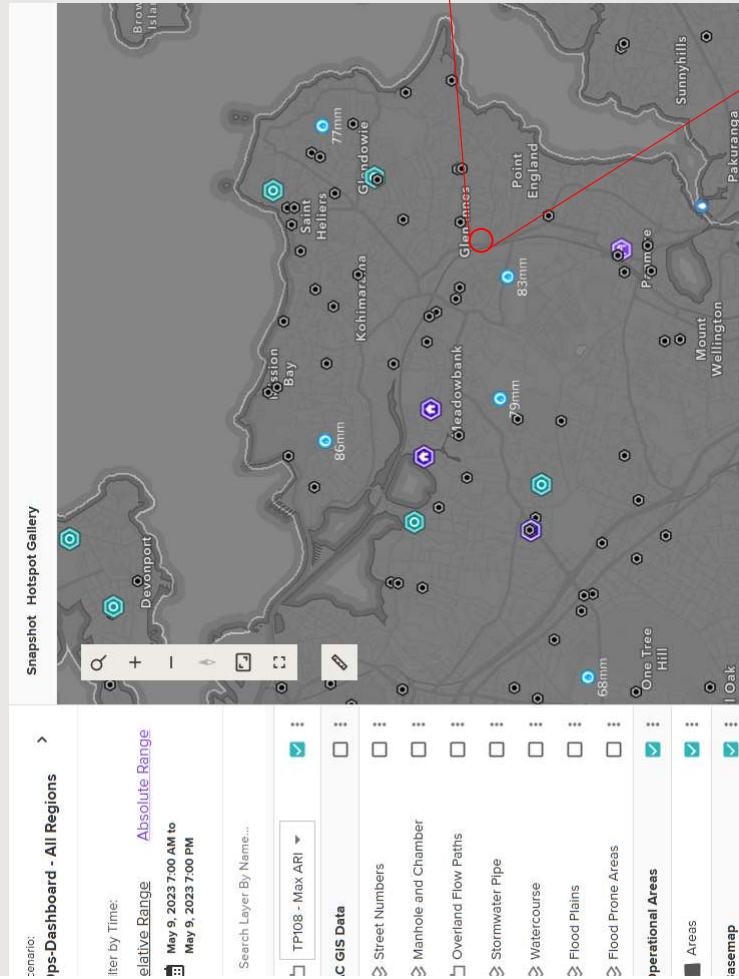 Snapshot Hotspot Gallery
cenario:
ps-Dashboard - All Regions
lter by Time:
elative Range
Absolute Range
May 9, 2023 7:00 AM to
May 9, 2023 7:00 PM
Search Layer By Name...
TP108 - Max ARI
C GIS Data
Street Numbers
Manhole and Chamber
Overland Flow Paths
Stormwater Pipe
Watercourse
Flood Plains
Flood Prone Areas
perational Areas
Areas
asemap
Devonport
Mission
Bay
86mm
Saint
Heliers
77mm
Glendowie
Kohimarama
Meadowbank
79mm
83mm
Point
England
68mm
One Tree
Hill
Mount
Wellington
Panmure
Sunnyhills
Pakuranga
Oak